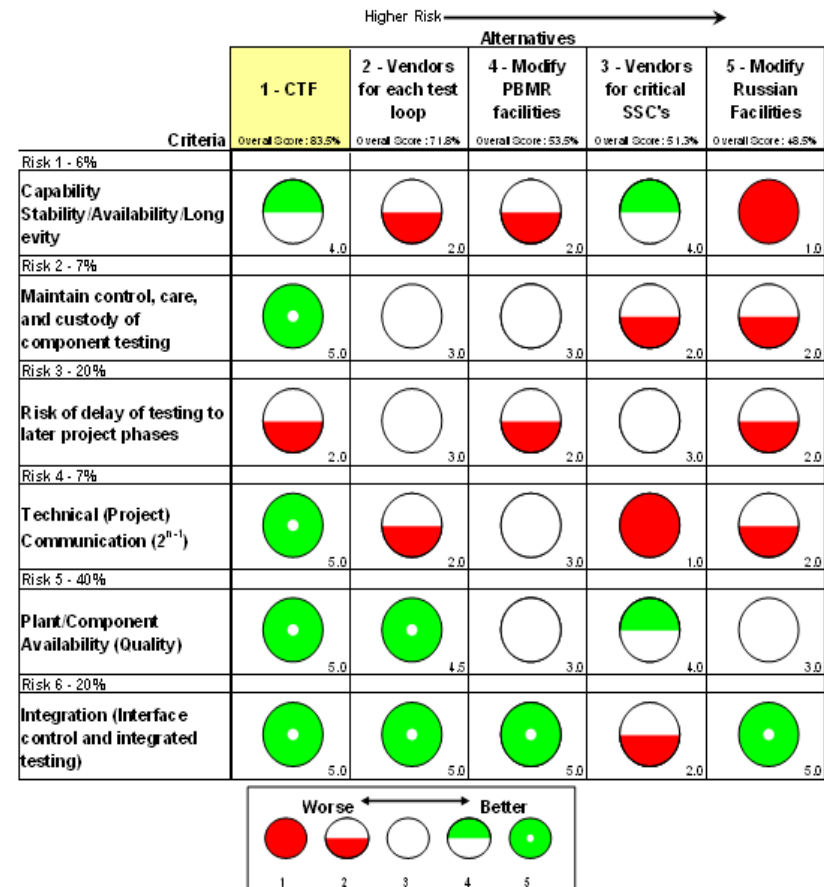 Higher Risk
Alternatives
Criteria
1 - CTF
Overall Score: 83.5%
2 - Vendors
for each test
loop
Overall Score: 71.8%
4 - Modify
PBMR
facilities
Overall Score: 53.5%
3 - Vendors
for critical
SSC's
Overall Score: 51.3%
5 - Modify
Russian
Facilities
Overall Score: 48.5%
Risk 1 - 6%
Capability
Stability/Availability/Long
evity
4.0 2.0 2.0 4.0 1.0
Risk 2 - 7%
Maintain control, care,
and custody of
component testing
5.0 3.0 3.0 2.0 2.0
Risk 3 - 20%
Risk of delay of testing to
later project phases
2.0 3.0 2.0 3.0 2.0
Risk 4 - 7%
Technical (Project)
Communication (2ⁿ⁻¹)
5.0 2.0 3.0 1.0 2.0
Risk 5 - 40%
Plant/Component
Availability (Quality)
5.0 4.5 3.0 4.0 3.0
Risk 6 - 20%
Integration (Interface
control and integrated
testing)
5.0 5.0 5.0 2.0 5.0
Worse Better
1 2 3 4 5